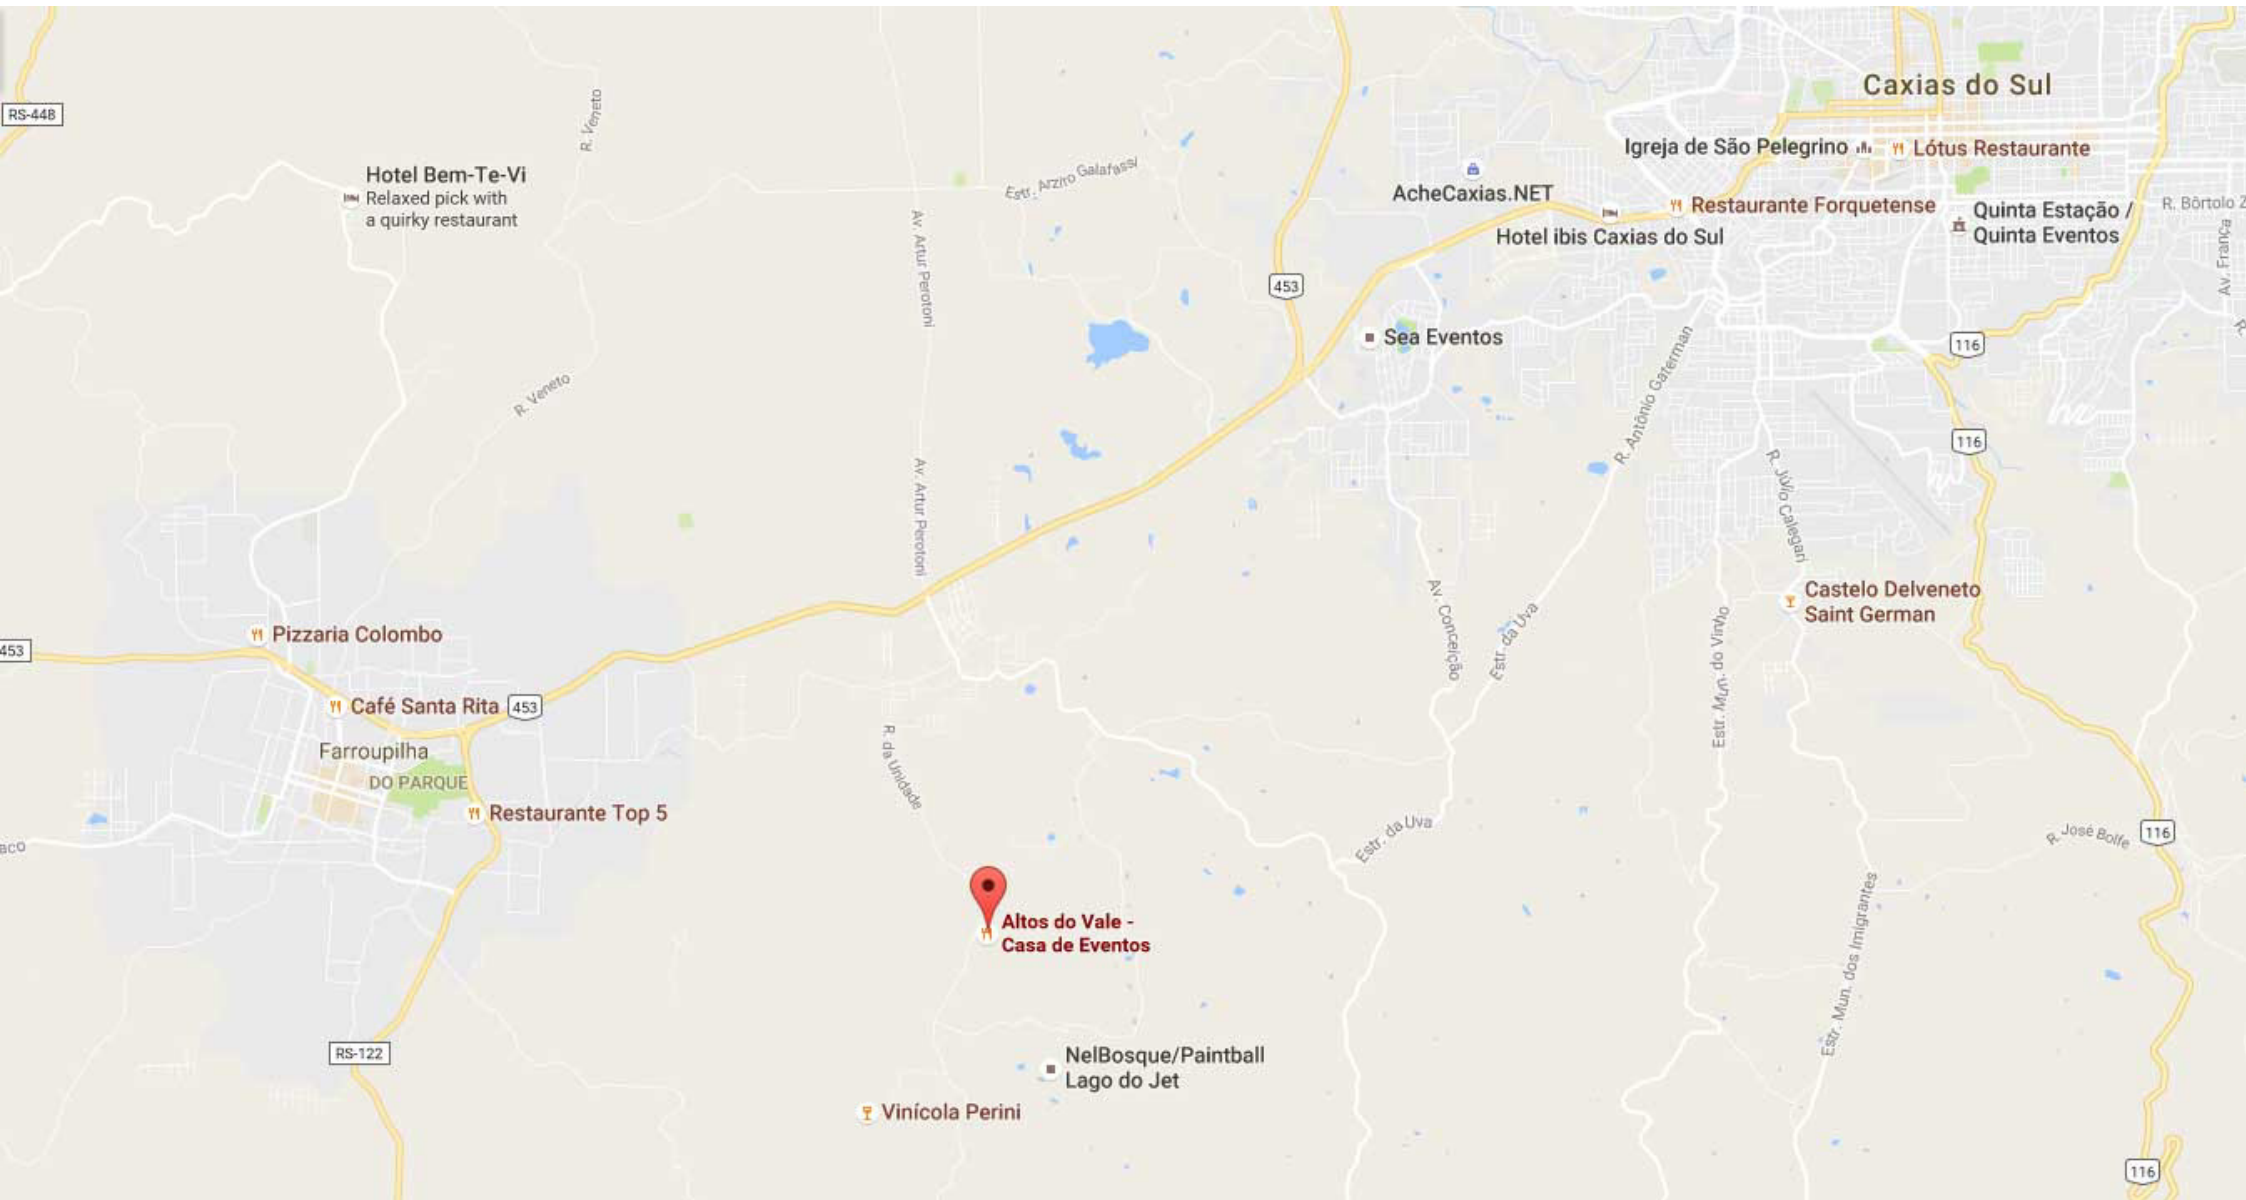 Caxias do Sul
RS-448
R. Veneto
Igreja de São Pelegrino
Lótus Restaurante
Hotel Bem-Te-Vi
Relaxed pick with
a quirky restaurant
Estr. Arziro Galafassi
AcheCaxias.NET
Restaurante Forquetense
Quinta Estação /
Quinta Eventos
R. Bôrtolo Z
Av. França
R.
Hotel ibis Caxias do Sul
Av. Artur Perotoni
453
Sea Eventos
116
R. Antônio Gaterman
R. Veneto
116
R. Júlio Calegari
Av. Artur Perotoni
Castelo Delveneto
Saint German
Av. Conceição
Estr. da Uva
Estr. Mun. do Vinho
Pizzaria Colombo
453
Café Santa Rita
453
Farroupilha
DO PARQUE
R. da Unidade
Restaurante Top 5
Estr. da Uva
R. José Bolfe
116
aco
Altos do Vale -
Casa de Eventos
Estr. Mun. dos Imigrantes
RS-122
NelBosque/Paintball
Lago do Jet
Vinícola Perini
116